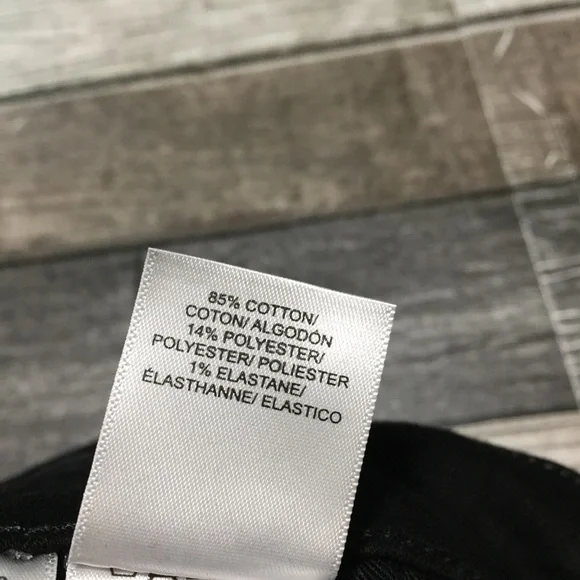 85% COTTON/
COTON/ ALGODÓN
14% POLYESTER/
POLYESTER/ POLIESTER
1% ELASTANE/
ÉLASTHANNE/ ELASTICO